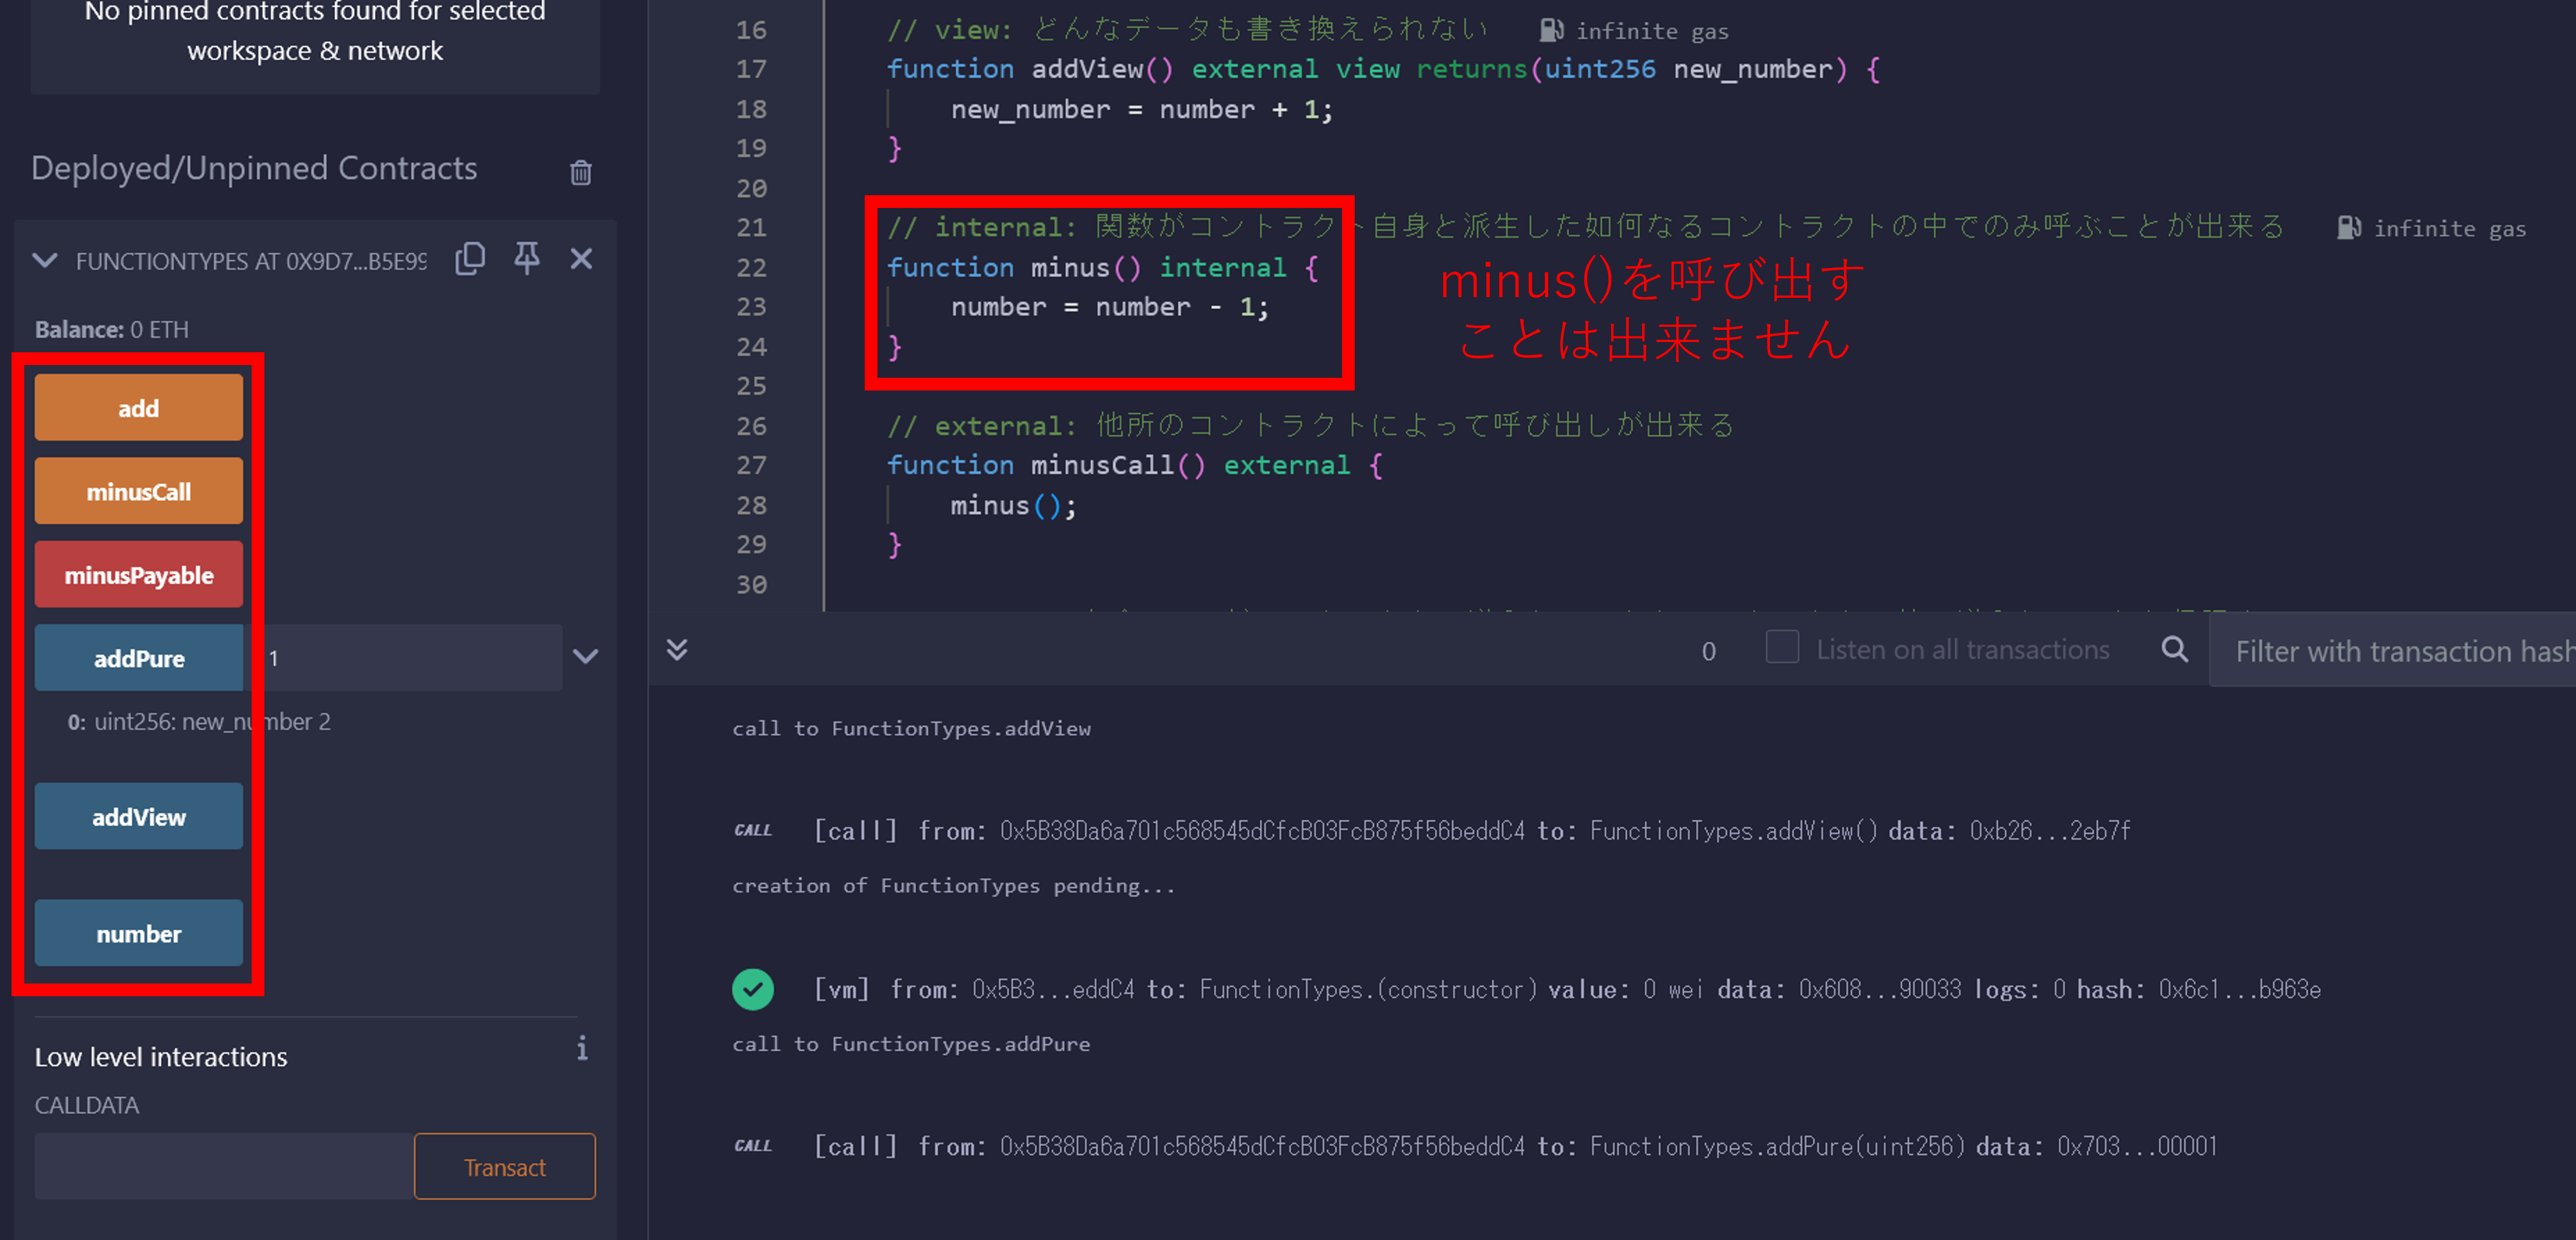 No pinned contracts found for selected
workspace & network
Deployed/Unpinned Contracts
FUNCTIONTYPES AT 0X9D7...B5E99
Balance: 0 ETH
add
minusCall
minusPayable
addPure 1
0: uint256: new_number 2
addView
number
Low level interactions
i
CALLDATA
Transact
16 // view: どんなデータも書き換えられない infinite gas
17 function addView() external view returns(uint256 new_number) {
18 new_number = number + 1;
19 }
20
21 // internal: 関数がコントラクト自身と派生した如何なるコントラクトの中でのみ呼ぶことが出来る infinite gas
22 function minus() internal {
23 number = number - 1;
24 }
25
minus()を呼び出す
ことは出来ません
26 // external: 他所のコントラクトによって呼び出しが出来る
27 function minusCall() external {
28 minus();
29 }
30
0 Listen on all transactions Filter with transaction hash
call to FunctionTypes.addView
CALL [call] from: 0x5B38Da6a701c568545dCfcB03FcB875f56beddC4 to: FunctionTypes.addView() data: 0xb26...2eb7f
creation of FunctionTypes pending...
[vm] from: 0x5B3...eddC4 to: FunctionTypes.(constructor) value: 0 wei data: 0x608...90033 logs: 0 hash: 0x6c1...b963e
call to FunctionTypes.addPure
CALL [call] from: 0x5B38Da6a701c568545dCfcB03FcB875f56beddC4 to: FunctionTypes.addPure(uint256) data: 0x703...00001